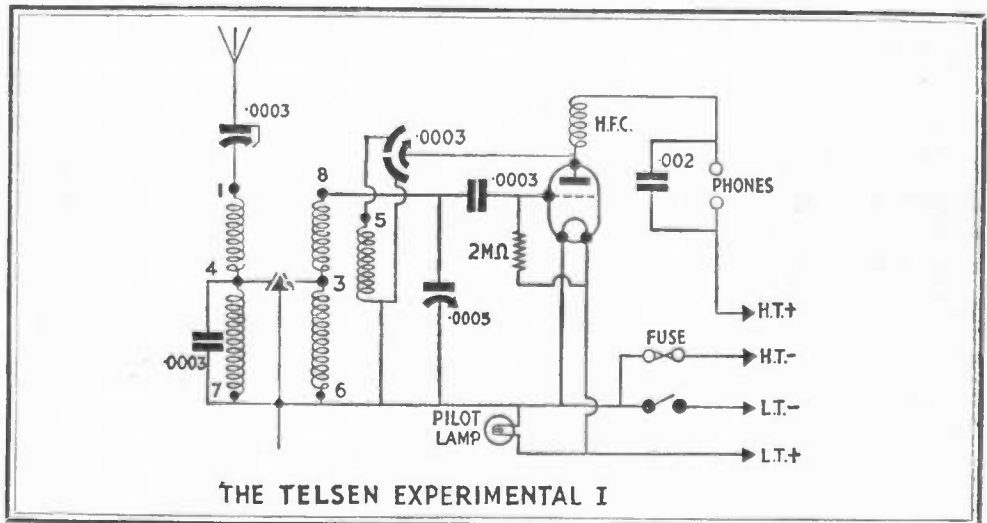 .0003
1
8
.0003
H.F.C.
.0003
.002
PHONES
5
2MΩ
4
3
.0005
H.T.+
.0003
FUSE
H.T.-
7
6
PILOT
LAMP
L.T.-
L.T.+
THE TELSEN EXPERIMENTAL I